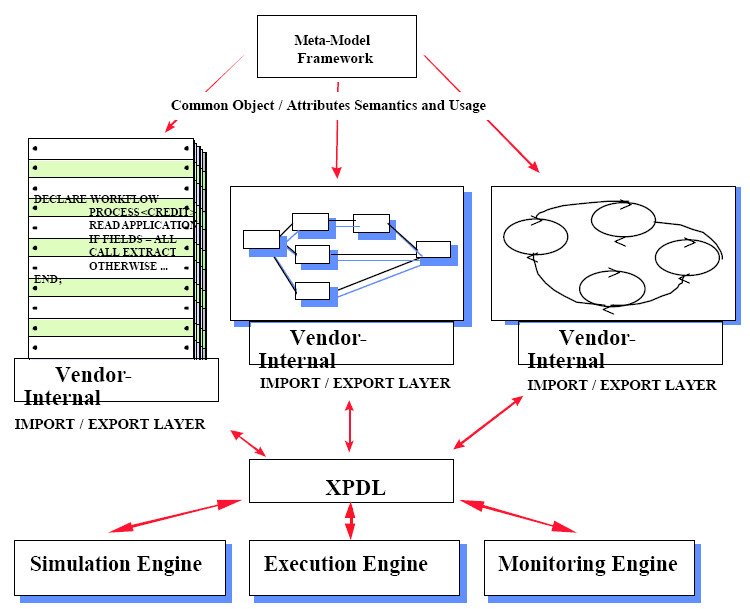 Meta-Model
Framework
Common Object / Attributes Semantics and Usage
DECLARE WORKFLOW
PROCESS<CREDIT>
READ APPLICATION
IF FIELDS – ALL
CALL EXTRACT
OTHERWISE ...
END;
Vendor-
Internal
IMPORT / EXPORT LAYER
Vendor-
Internal
IMPORT / EXPORT LAYER
Vendor-
Internal
IMPORT / EXPORT LAYER
XPDL
Simulation Engine
Execution Engine
Monitoring Engine